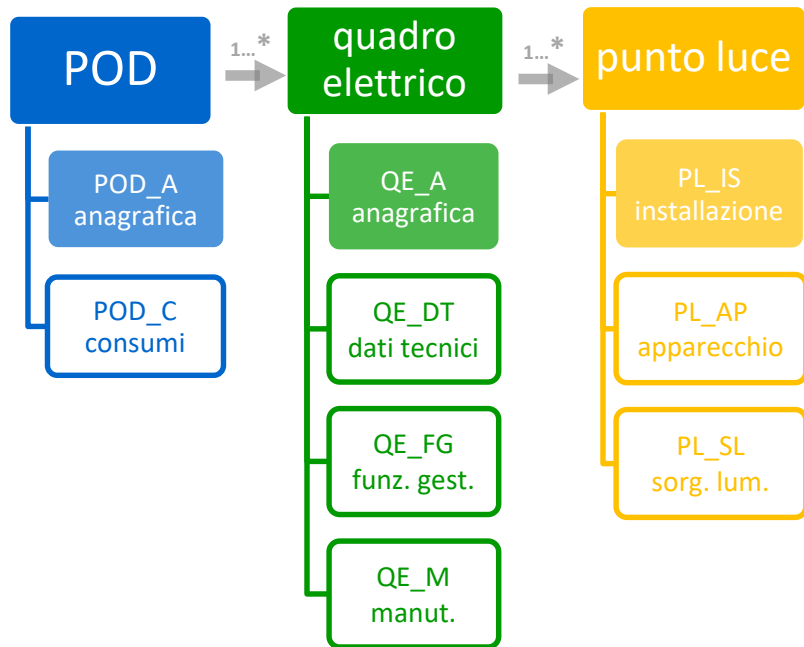 POD
1...*
quadro
elettrico
1...*
punto luce
POD_A
anagrafica
POD_C
consumi
QE_A
anagrafica
QE_DT
dati tecnici
QE_FG
funz. gest.
QE_M
manut.
PL_IS
installazione
PL_AP
apparecchio
PL_SL
sorg. lum.